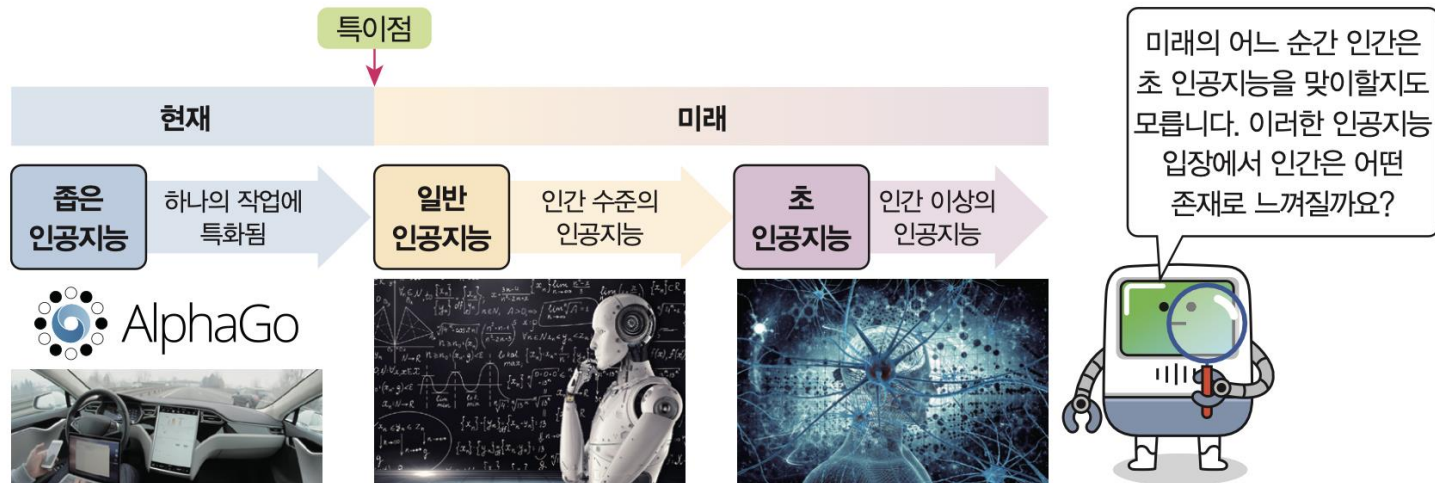 특이점
현재
미래
좁은
인공지능
하나의 작업에
특화됨
일반
인공지능
인간 수준의
인공지능
초
인공지능
인간 이상의
인공지능
AlphaGo
미래의 어느 순간 인간은
초 인공지능을 맞이할지도
모릅니다. 이러한 인공지능
입장에서 인간은 어떤
존재로 느껴질까요?